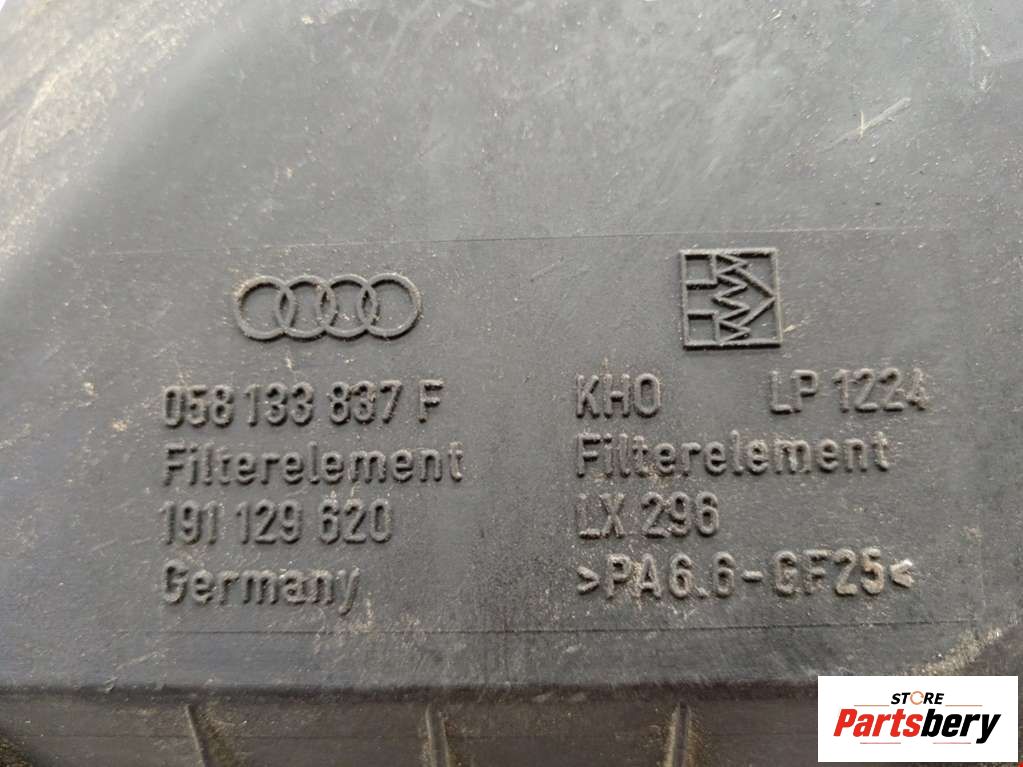 058 133 837 F
Filterelement
191 129 620
Germany
KHO LP 1224
Filterelement
LX 296
>PA6.6-GF25<
STORE
Partsbery